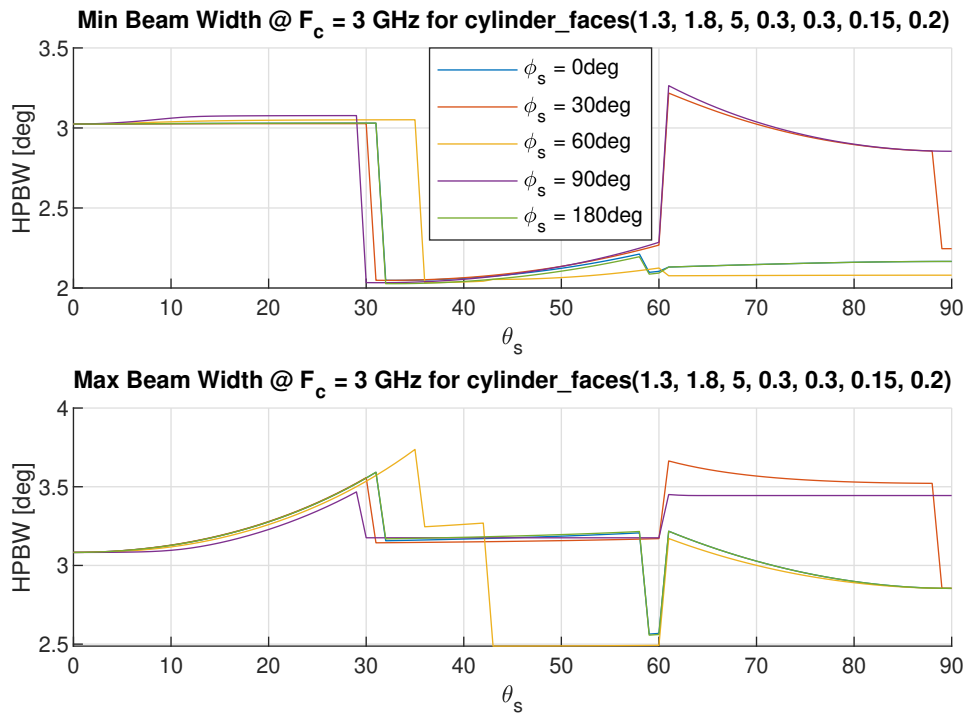 Min Beam Width @ F_c = 3 GHz for cylinder_faces(1.3, 1.8, 5, 0.3, 0.3, 0.15, 0.2)
3.5
3
2.5
2
HPBW [deg]
ϕ_s = 0deg
ϕ_s = 30deg
ϕ_s = 60deg
ϕ_s = 90deg
ϕ_s = 180deg
0 10 20 30 40 50 60 70 80 90
θ_s
Max Beam Width @ F_c = 3 GHz for cylinder_faces(1.3, 1.8, 5, 0.3, 0.3, 0.15, 0.2)
4
3.5
3
2.5
HPBW [deg]
0 10 20 30 40 50 60 70 80 90
θ_s